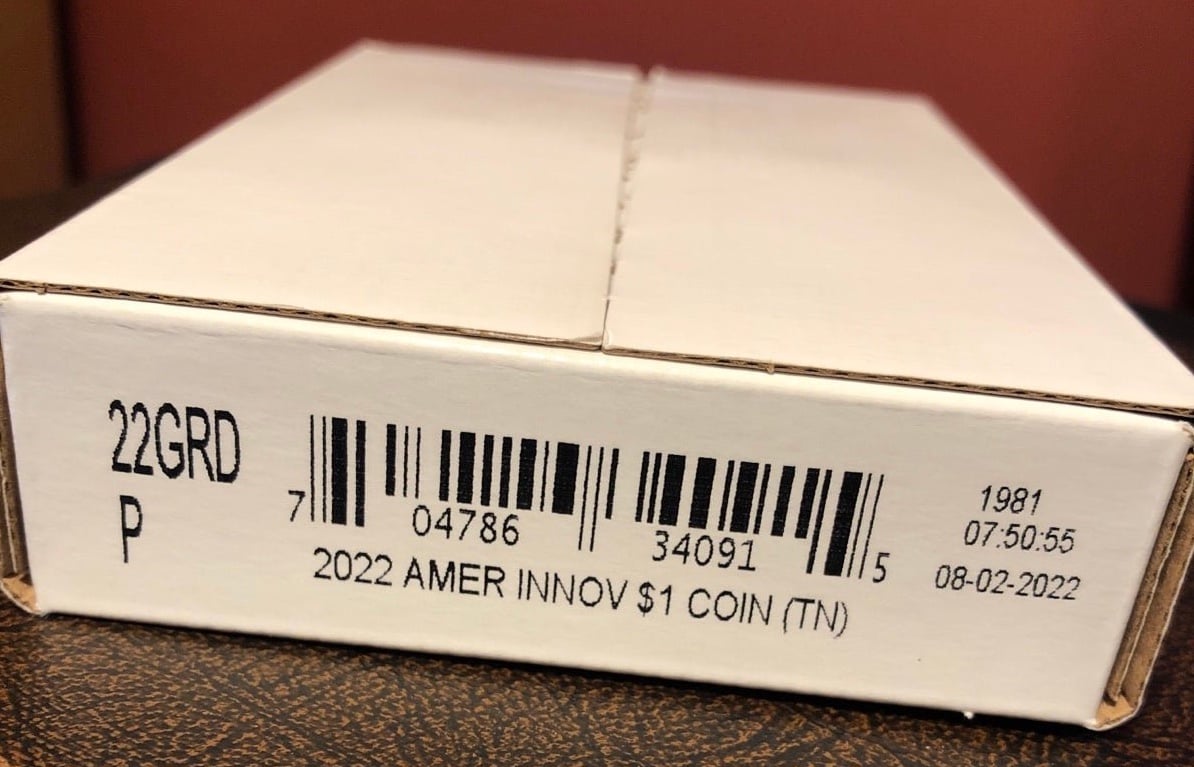 22GRD
P
7 04786 34091 5
2022 AMER INNOV $1 COIN (TN)
1981
07:50:55
08-02-2022